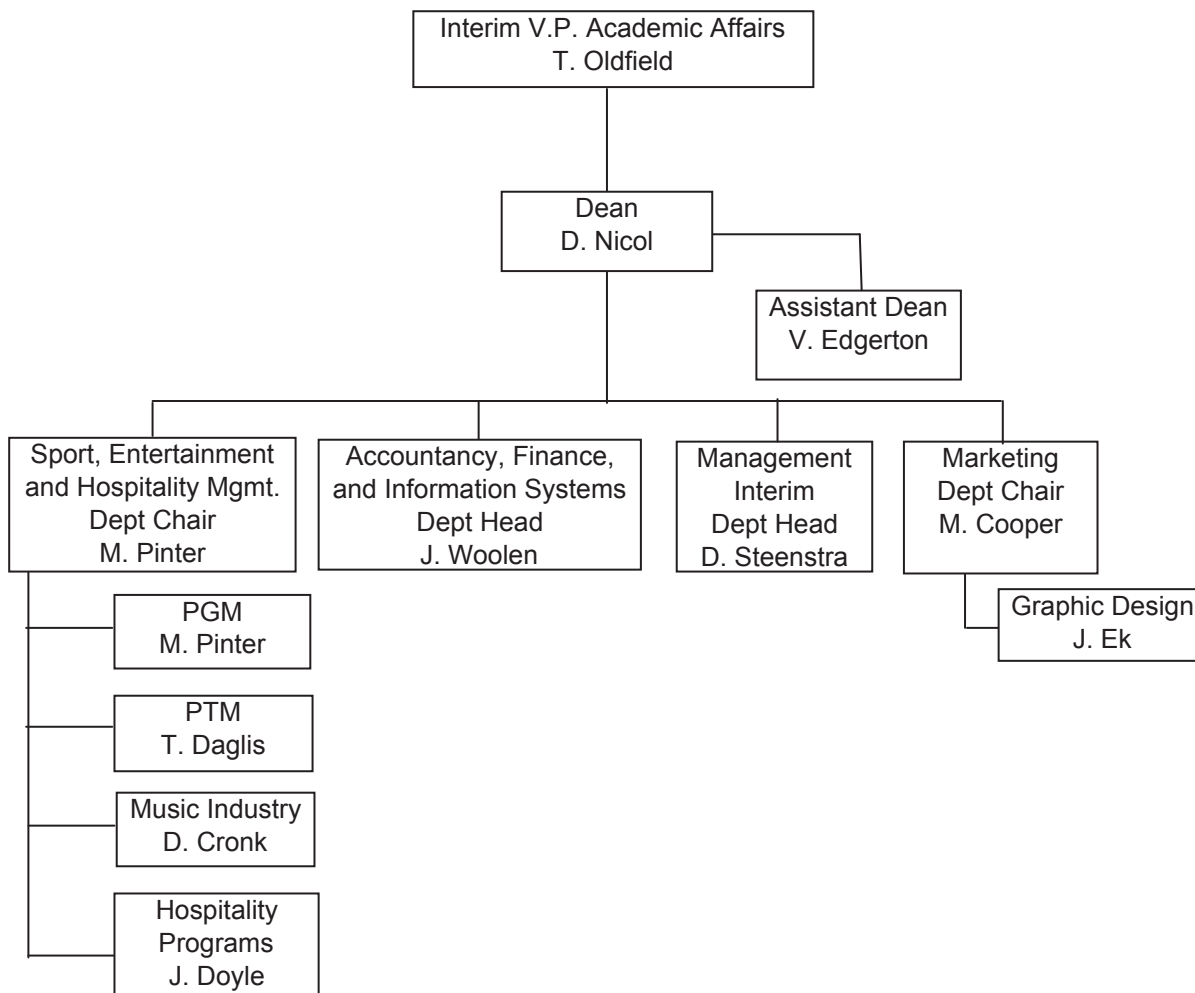 Interim V.P. Academic Affairs
T. Oldfield
Dean
D. Nicol
Assistant Dean
V. Edgerton
Sport, Entertainment
and Hospitality Mgmt.
Dept Chair
M. Pinter
Accountancy, Finance,
and Information Systems
Dept Head
J. Woolen
Management
Interim
Dept Head
D. Steenstra
Marketing
Dept Chair
M. Cooper
PGM
M. Pinter
PTM
T. Daglis
Music Industry
D. Cronk
Hospitality
Programs
J. Doyle
Graphic Design
J. Ek